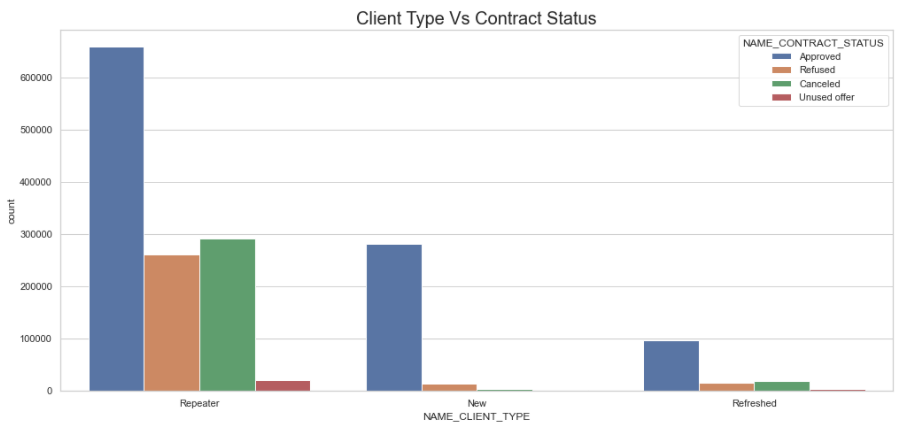 Client Type Vs Contract Status
NAME_CONTRACT_STATUS
Approved
Refused
Canceled
Unused offer
600000
500000
400000
300000
200000
100000
0
count
Repeater
New
Refreshed
NAME_CLIENT_TYPE